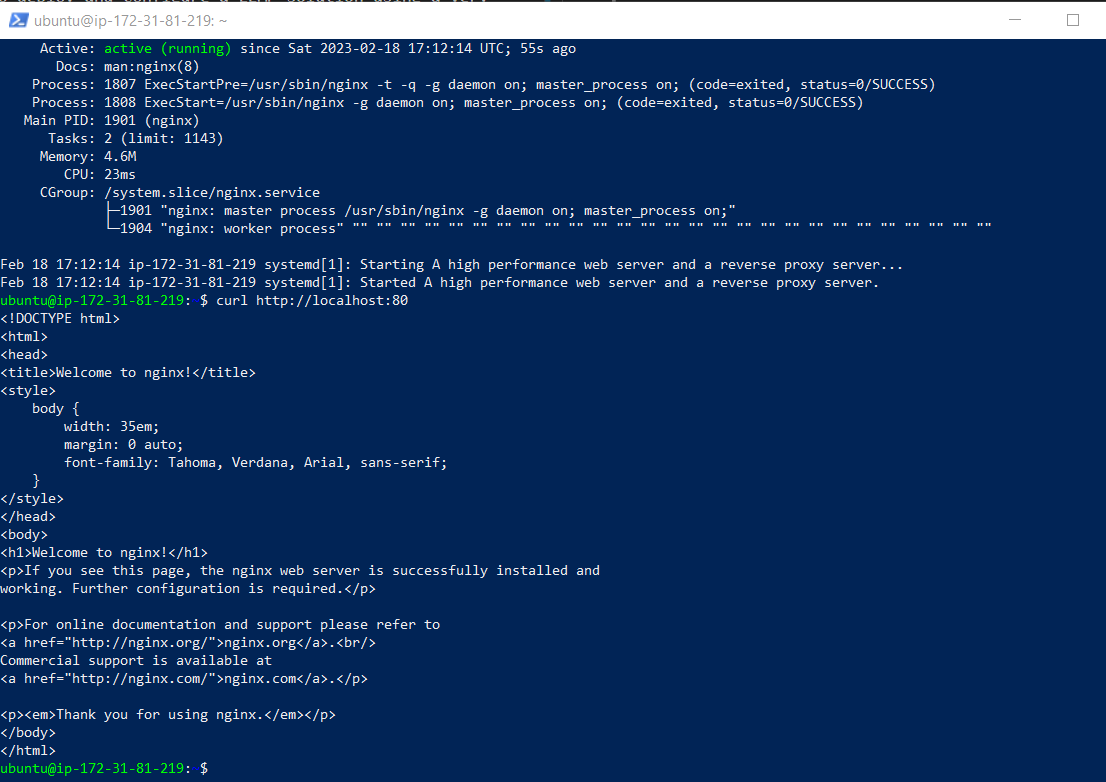 ubuntu@ip-172-31-81-219: ~
Active: active (running) since Sat 2023-02-18 17:12:14 UTC; 55s ago
Docs: man:nginx(8)
Process: 1807 ExecStartPre=/usr/sbin/nginx -t -q -g daemon on; master_process on; (code=exited, status=0/SUCCESS)
Process: 1808 ExecStart=/usr/sbin/nginx -g daemon on; master_process on; (code=exited, status=0/SUCCESS)
Main PID: 1901 (nginx)
Tasks: 2 (limit: 1143)
Memory: 4.6M
CPU: 23ms
CGroup: /system.slice/nginx.service
├─1901 "nginx: master process /usr/sbin/nginx -g daemon on; master_process on;"
└─1904 "nginx: worker process" "" "" "" "" "" "" "" "" "" "" "" "" "" "" "" "" "" "" "" "" "" "" "" "" "" "" ""
Feb 18 17:12:14 ip-172-31-81-219 systemd[1]: Starting A high performance web server and a reverse proxy server...
Feb 18 17:12:14 ip-172-31-81-219 systemd[1]: Started A high performance web server and a reverse proxy server.
ubuntu@ip-172-31-81-219: $ curl http://localhost:80
<!DOCTYPE html>
<html>
<head>
<title>Welcome to nginx!</title>
<style>
    body {
        width: 35em;
        margin: 0 auto;
        font-family: Tahoma, Verdana, Arial, sans-serif;
    }
</style>
</head>
<body>
<h1>Welcome to nginx!</h1>
<p>If you see this page, the nginx web server is successfully installed and
working. Further configuration is required.</p>
<p>For online documentation and support please refer to
<a href="http://nginx.org/">nginx.org</a>.<br/>
Commercial support is available at
<a href="http://nginx.com/">nginx.com</a>.</p>
<p><em>Thank you for using nginx.</em></p>
</body>
</html>
ubuntu@ip-172-31-81-219: $